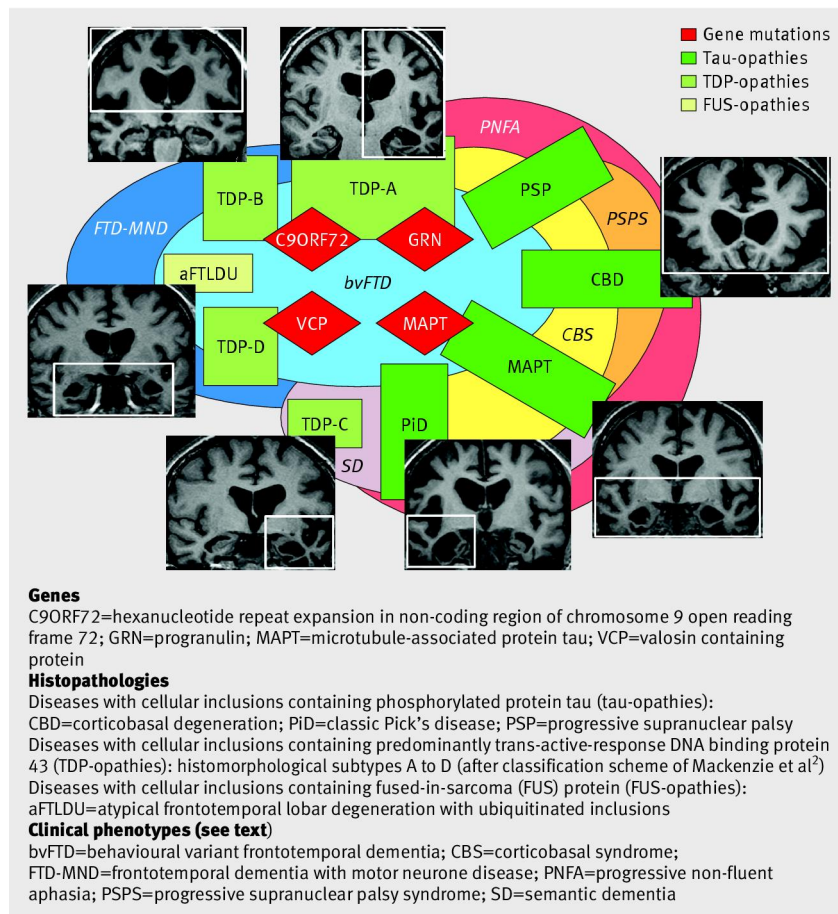 Gene mutations
Tau-opathies
TDP-opathies
FUS-opathies
PNFA
TDP-B
TDP-A
PSP
FTD-MND
PSPS
C9ORF72
GRN
aFTLDU
bvFTD
CBD
VCP
MAPT
CBS
TDP-D
MAPT
TDP-C
PiD
SD
Genes
C9ORF72=hexanucleotide repeat expansion in non-coding region of chromosome 9 open reading
frame 72; GRN=progranulin; MAPT=microtubule-associated protein tau; VCP=valosin containing
protein
Histopathologies
Diseases with cellular inclusions containing phosphorylated protein tau (tau-opathies):
CBD=corticobasal degeneration; PiD=classic Pick's disease; PSP=progressive supranuclear palsy
Diseases with cellular inclusions containing predominantly trans-active-response DNA binding protein
43 (TDP-opathies): histomorphological subtypes A to D (after classification scheme of Mackenzie et al²)
Diseases with cellular inclusions containing fused-in-sarcoma (FUS) protein (FUS-opathies):
aFTLDU=atypical frontotemporal lobar degeneration with ubiquitinated inclusions
Clinical phenotypes (see text)
bvFTD=behavioural variant frontotemporal dementia; CBS=corticobasal syndrome;
FTD-MND=frontotemporal dementia with motor neurone disease; PNFA=progressive non-fluent
aphasia; PSPS=progressive supranuclear palsy syndrome; SD=semantic dementia